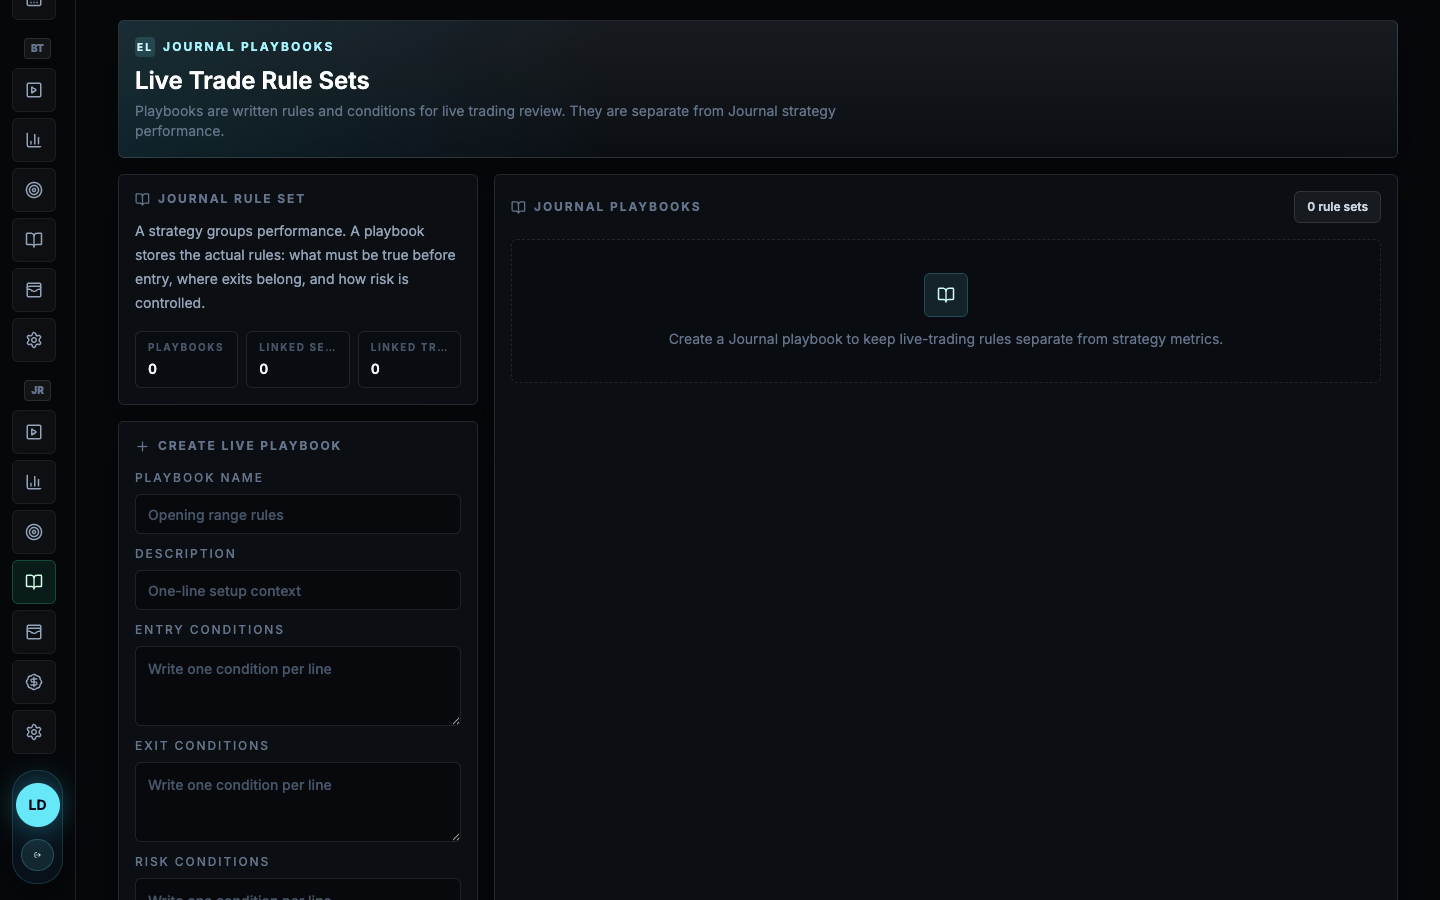 BT
JR
LD
EL JOURNAL PLAYBOOKS
Live Trade Rule Sets
Playbooks are written rules and conditions for live trading review. They are separate from Journal strategy
performance.
JOURNAL RULE SET
A strategy groups performance. A playbook
stores the actual rules: what must be true before
entry, where exits belong, and how risk is
controlled.
PLAYBOOKS
0
LINKED SE...
0
LINKED TR...
0
CREATE LIVE PLAYBOOK
PLAYBOOK NAME
Opening range rules
DESCRIPTION
One-line setup context
ENTRY CONDITIONS
Write one condition per line
EXIT CONDITIONS
Write one condition per line
RISK CONDITIONS
Write one condition per line
JOURNAL PLAYBOOKS
0 rule sets
Create a Journal playbook to keep live-trading rules separate from strategy metrics.